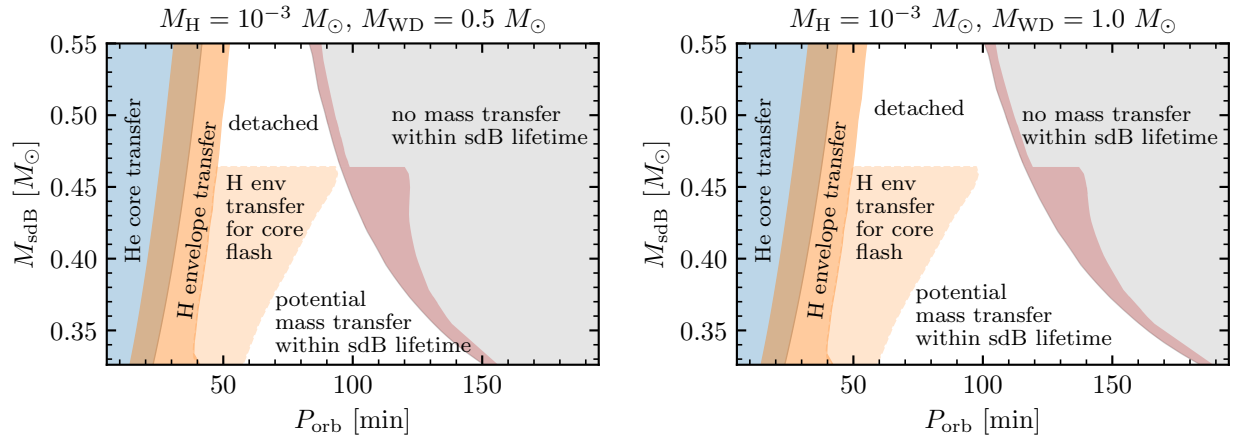 M_H = 10^{-3} M_⊙, M_WD = 0.5 M_⊙
0.55
0.50
0.45
0.40
0.35
M_sdB [M_⊙]
He core transfer
H envelope transfer
detached
no mass transfer
within sdB lifetime
H env
transfer
for core
flash
potential
mass transfer
within sdB lifetime
50
100
150
P_orb [min]
M_H = 10^{-3} M_⊙, M_WD = 1.0 M_⊙
0.55
0.50
0.45
0.40
0.35
M_sdB [M_⊙]
He core transfer
H envelope transfer
detached
no mass transfer
within sdB lifetime
H env
transfer
for core
flash
potential
mass transfer
within sdB lifetime
50
100
150
P_orb [min]